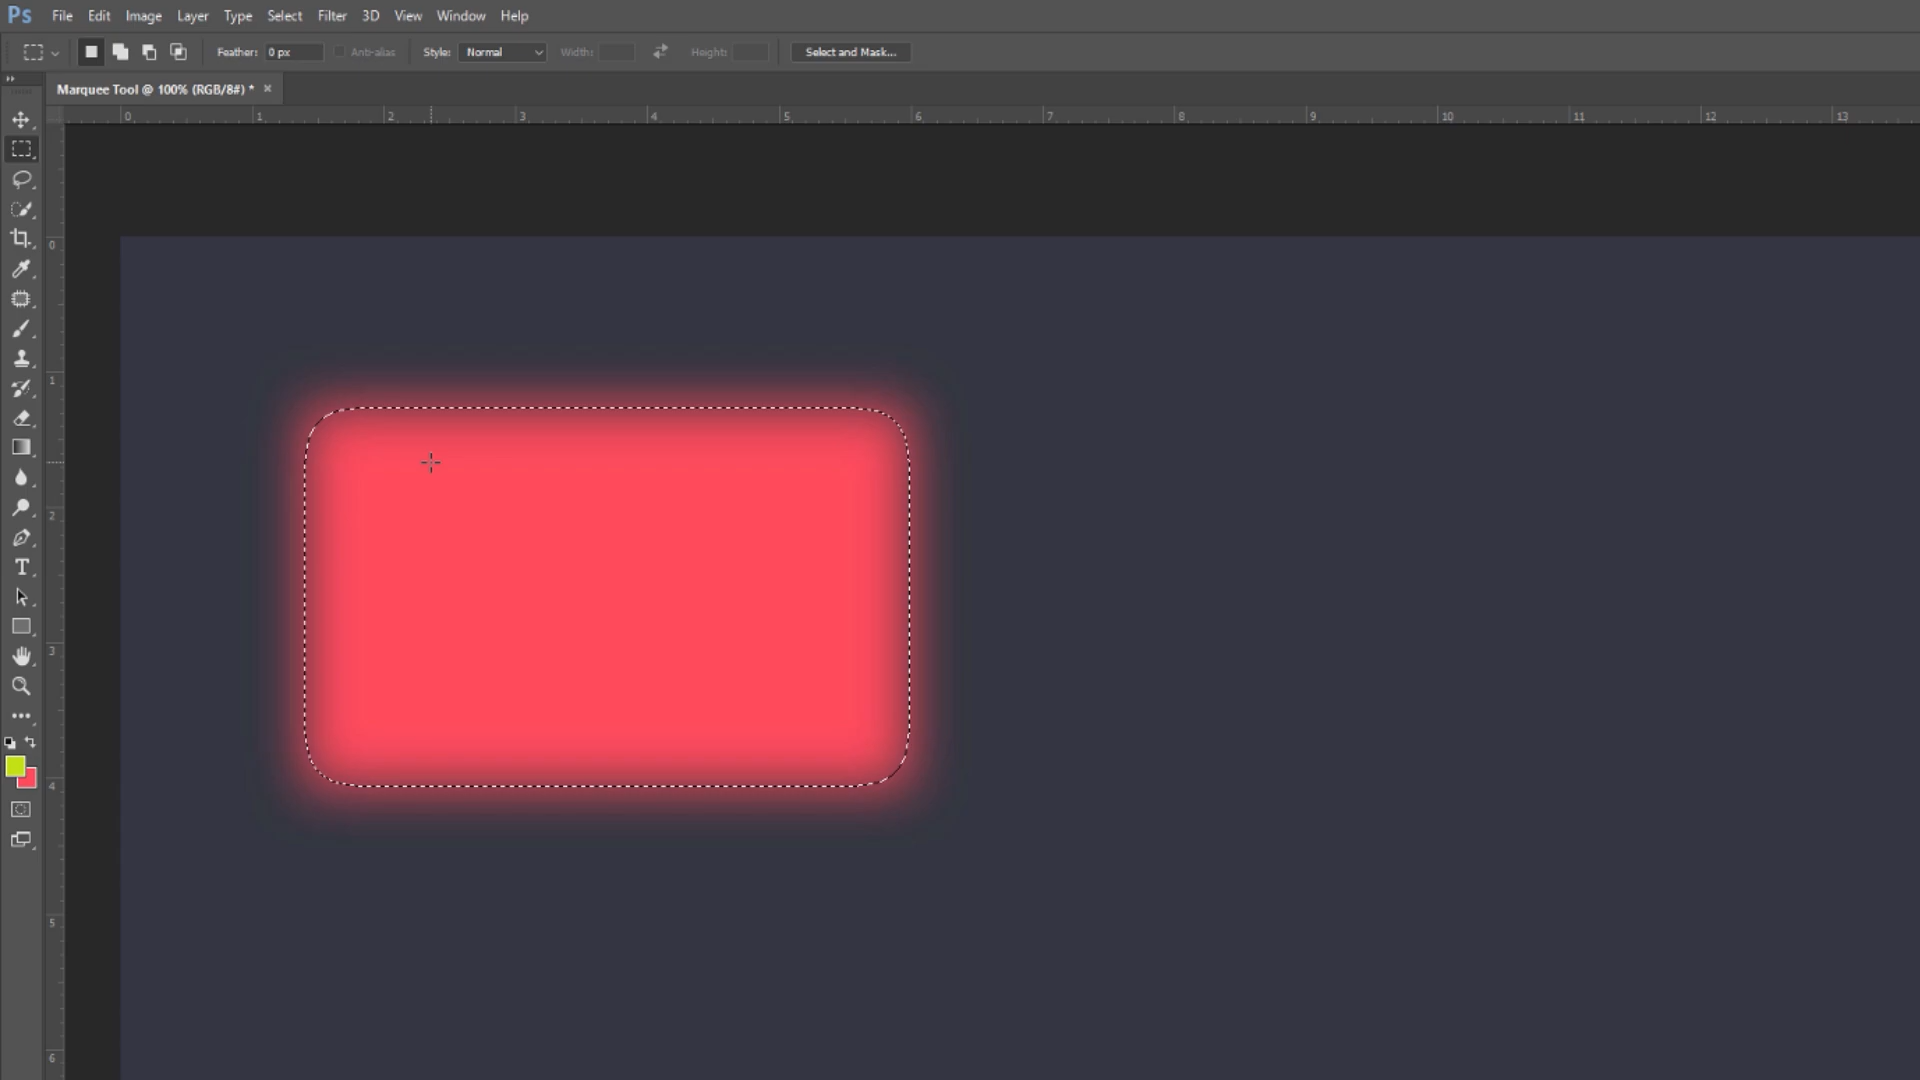 Ps File Edit Image Layer Type Select Filter 3D View Window Help
Feather: 0 px Anti-alias Style: Normal Width: Height: Select and Mask...
Marquee Tool @ 100% (RGB/8#) * ×
0 1 2 3 4 5 6 7 8 9 10 11 12 13
0
1
2
3
4
5
6
T